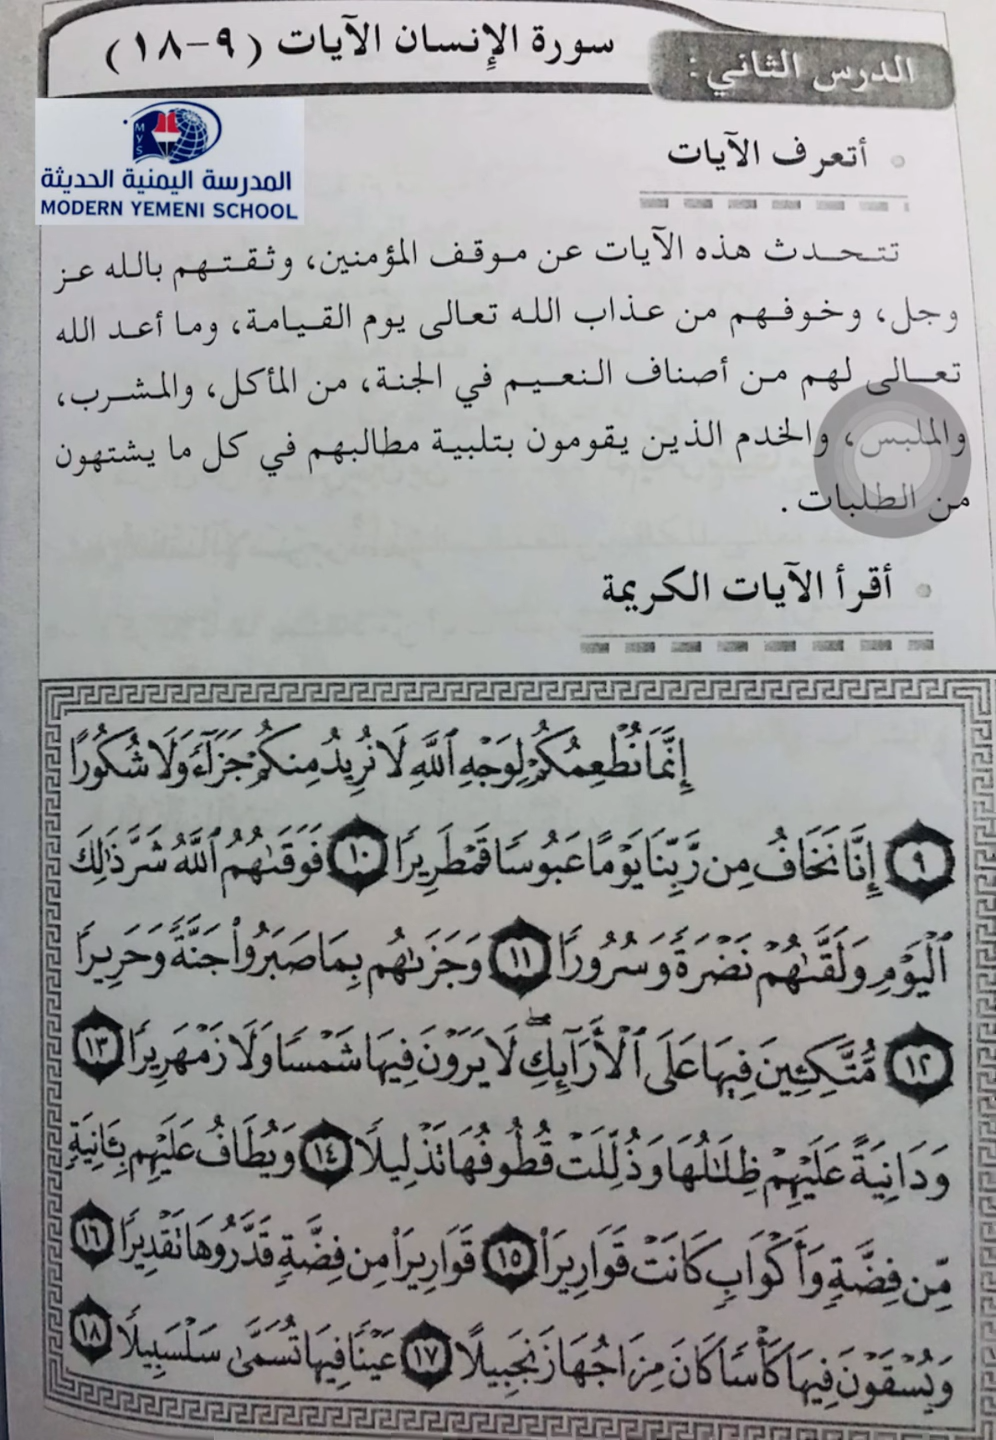 الدرس الثاني: سورة الإنسان الآيات (٩-١٨)
MyS
المدرسة اليمنية الحديثة
MODERN YEMENI SCHOOL
أتعرف الآيات
تتحدث هذه الآيات عن موقف المؤمنين، وثقتهم بالله عز
وجل، وخوفهم من عذاب الله تعالى يوم القيامة، وما أعد الله
تعالى لهم من أصناف النعيم في الجنة، من المأكل، والمشرب،
والملبس، والخدم الذين يقومون بتلبية مطالبهم في كل ما يشتهون
من الطلبات.
أقرأ الآيات الكريمة
إِنَّمَا نُطْعِمُكُمْ لِوَجْهِ ٱللَّهِ لَا نُرِيدُ مِنكُمْ جَزَآءً وَلَا شُكُورًا
٩ إِنَّا نَخَافُ مِن رَّبِّنَا يَوْمًا عَبُوسًا قَمْطَرِيرًا ١٠ فَوَقَىٰهُمُ ٱللَّهُ شَرَّ ذَٰلِكَ
ٱلْيَوْمِ وَلَقَّىٰهُمْ نَضْرَةً وَسُرُورًا ١١ وَجَزَىٰهُم بِمَا صَبَرُوا۟ جَنَّةً وَحَرِيرًا
١٢ مُّتَّكِـِٔينَ فِيهَا عَلَى ٱلْأَرَآئِكِ ۖ لَا يَرَوْنَ فِيهَا شَمْسًا وَلَا زَمْهَرِيرًا ١٣
وَدَانِيَةً عَلَيْهِمْ ظِلَـٰلُهَا وَذُلِّلَتْ قُطُوفُهَا تَذْلِيلًا ١٤ وَيُطَافُ عَلَيْهِم بِـَٔانِيَةٍ
مِّن فِضَّةٍ وَأَكْوَابٍ كَانَتْ قَوَارِيرَا۠ ١٥ قَوَارِيرَا۟ مِن فِضَّةٍ قَدَّرُوهَا تَقْدِيرًا ١٦
وَيُسْقَوْنَ فِيهَا كَأْسًا كَانَ مِزَاجُهَا زَنجَبِيلًا ١٧ عَيْنًا فِيهَا تُسَمَّىٰ سَلْسَبِيلًا ١٨